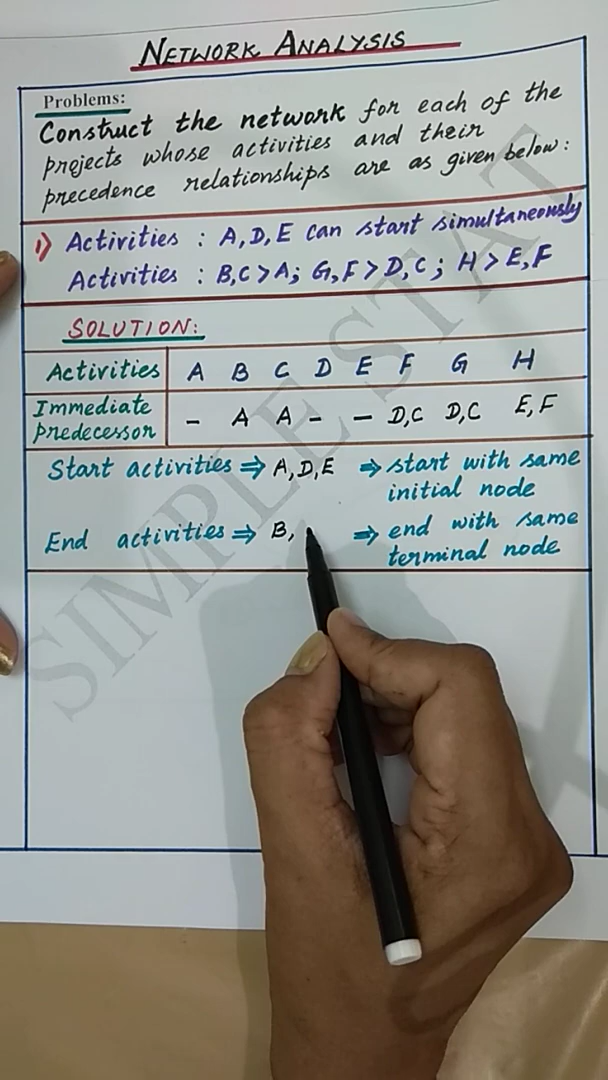 NETWORK ANALYSIS
Problems:
Construct the network for each of the
projects whose activities and their
precedence relationships are as given below:
1) Activities : A, D, E can start simultaneously
Activities : B,C > A; G,F > D,C; H > E,F
SOLUTION:
Activities A B C D E F G H
Immediate predecessor – A A – – D,C D,C E,F
Start activities ⇒ A,D,E ⇒ start with same
initial node
End activities ⇒ B, ⇒ end with same
terminal node
SIMPLE STAT